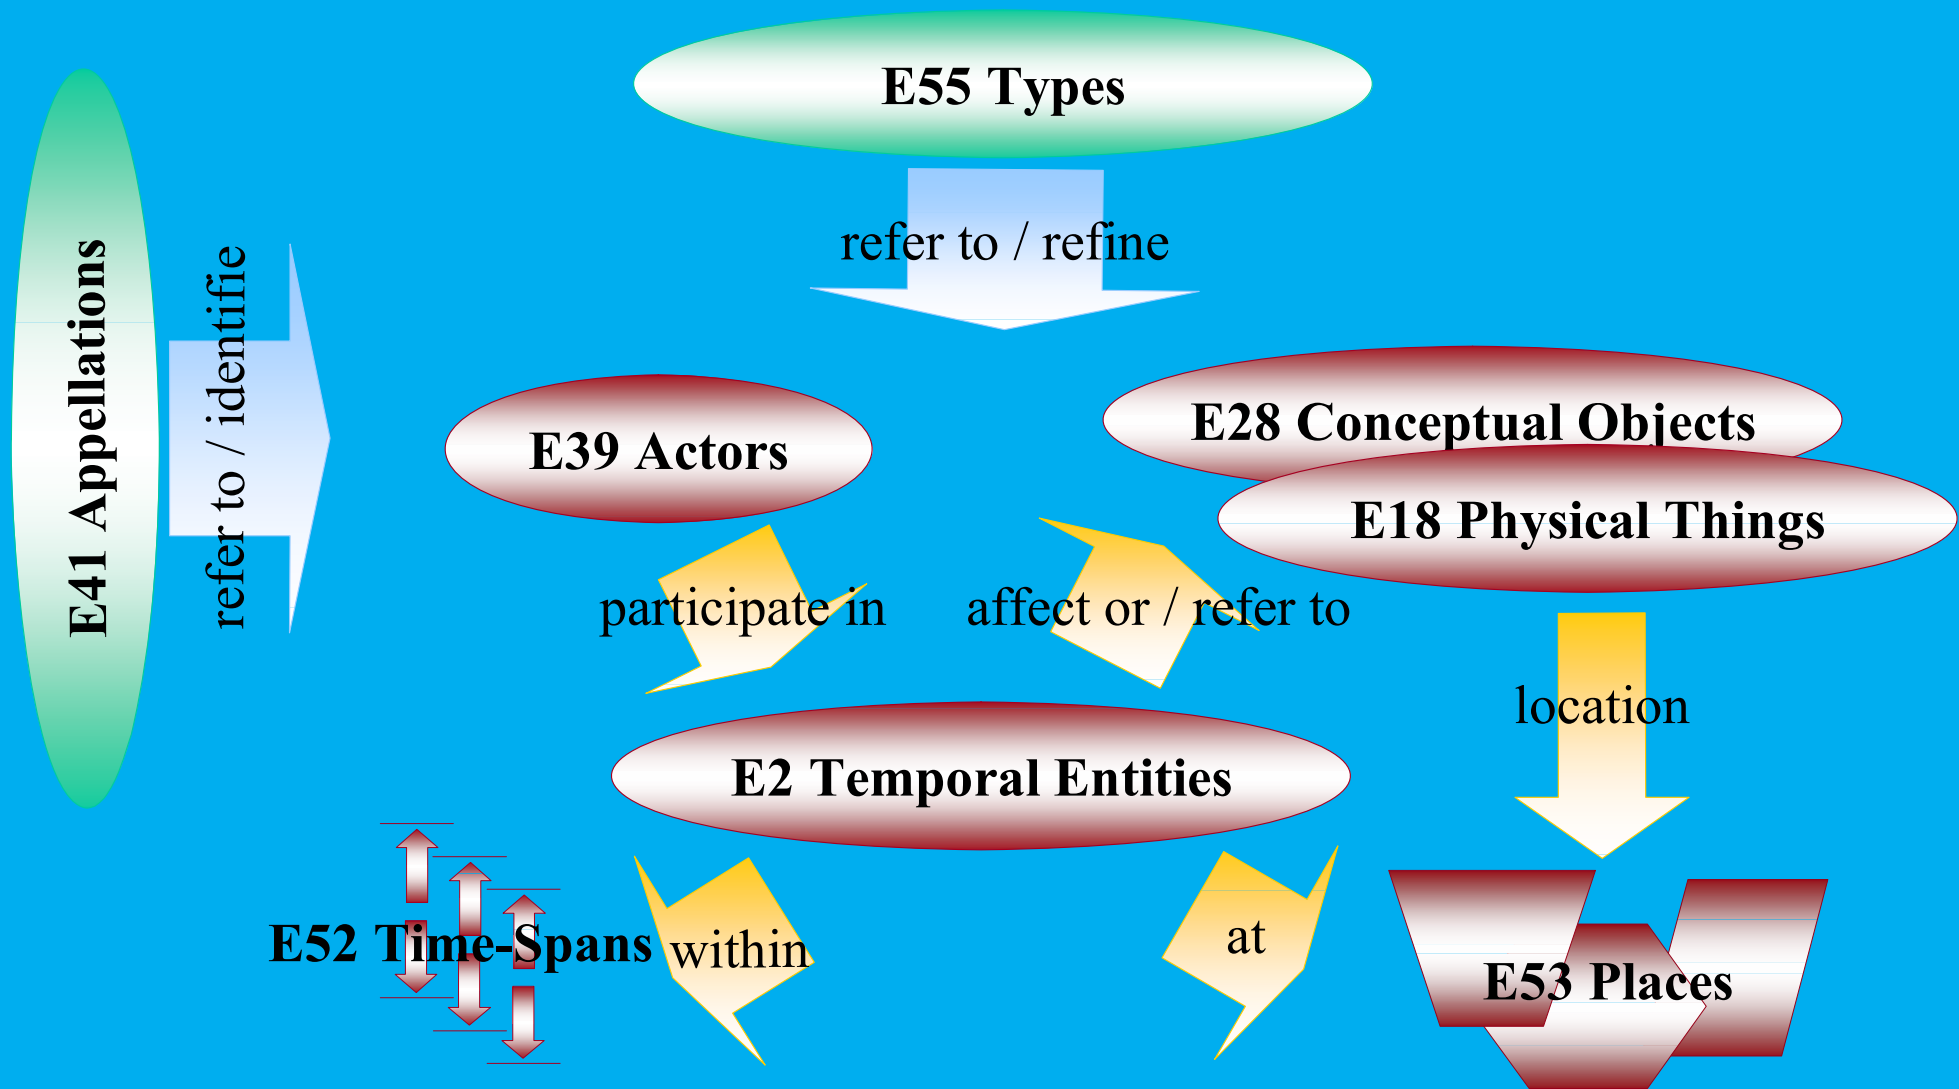 E55 Types
refer to / refine
E41 Appellations
refer to / identifie
E39 Actors
E28 Conceptual Objects
E18 Physical Things
participate in
affect or / refer to
location
E2 Temporal Entities
E52 Time-Spans
within
at
E53 Places